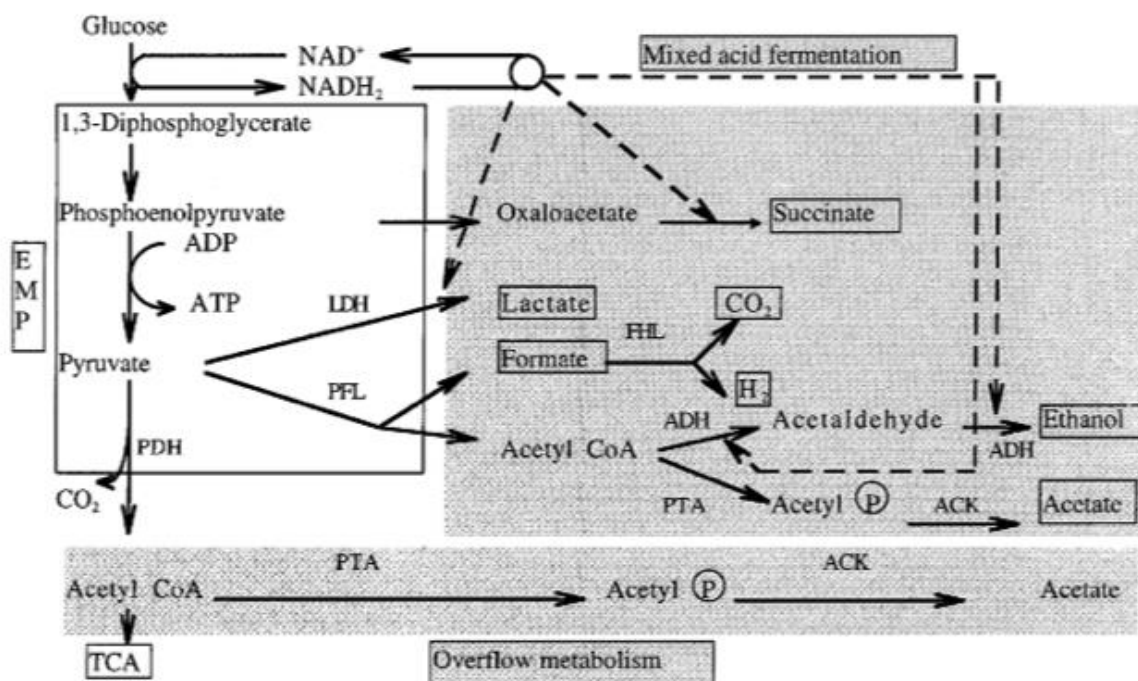 Glucose
NAD⁺
Mixed acid fermentation
NADH₂
1,3-Diphosphoglycerate
Phosphoenolpyruvate
Oxaloacetate
Succinate
ADP
E
M
P
ATP
LDH
Lactate
CO₂
FHL
Pyruvate
Formate
PFL
H₂
ADH
Acetaldehyde
Ethanol
PDH
Acetyl CoA
ADH
CO₂
PTA
Acetyl P
ACK
Acetate
PTA
ACK
Acetyl CoA
Acetyl P
Acetate
TCA
Overflow metabolism